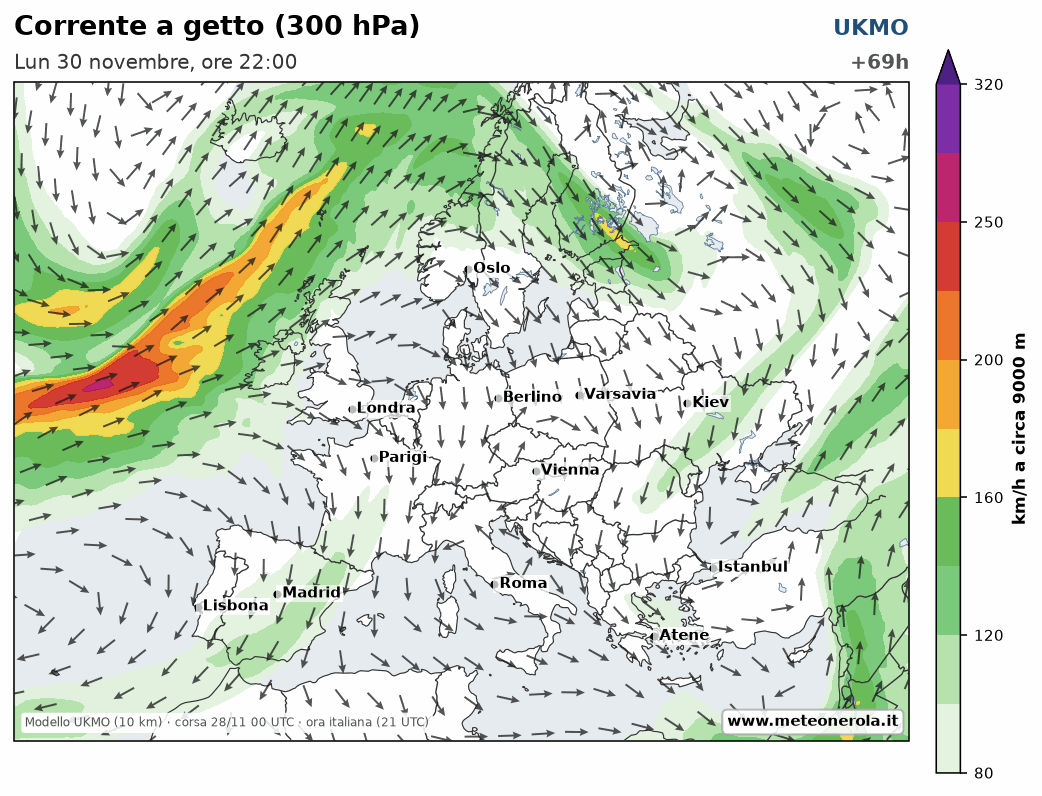 Corrente a getto (300 hPa)
UKMO
Lun 30 novembre, ore 22:00
+69h
320
250
200
160
120
80
km/h a circa 9000 m
Oslo
Londra
Berlino
Varsavia
Kiev
Parigi
Vienna
Istanbul
Roma
Madrid
Lisbona
Atene
Modello UKMO (10 km) · corsa 28/11 00 UTC · ora italiana (21 UTC)
www.meteonerola.it